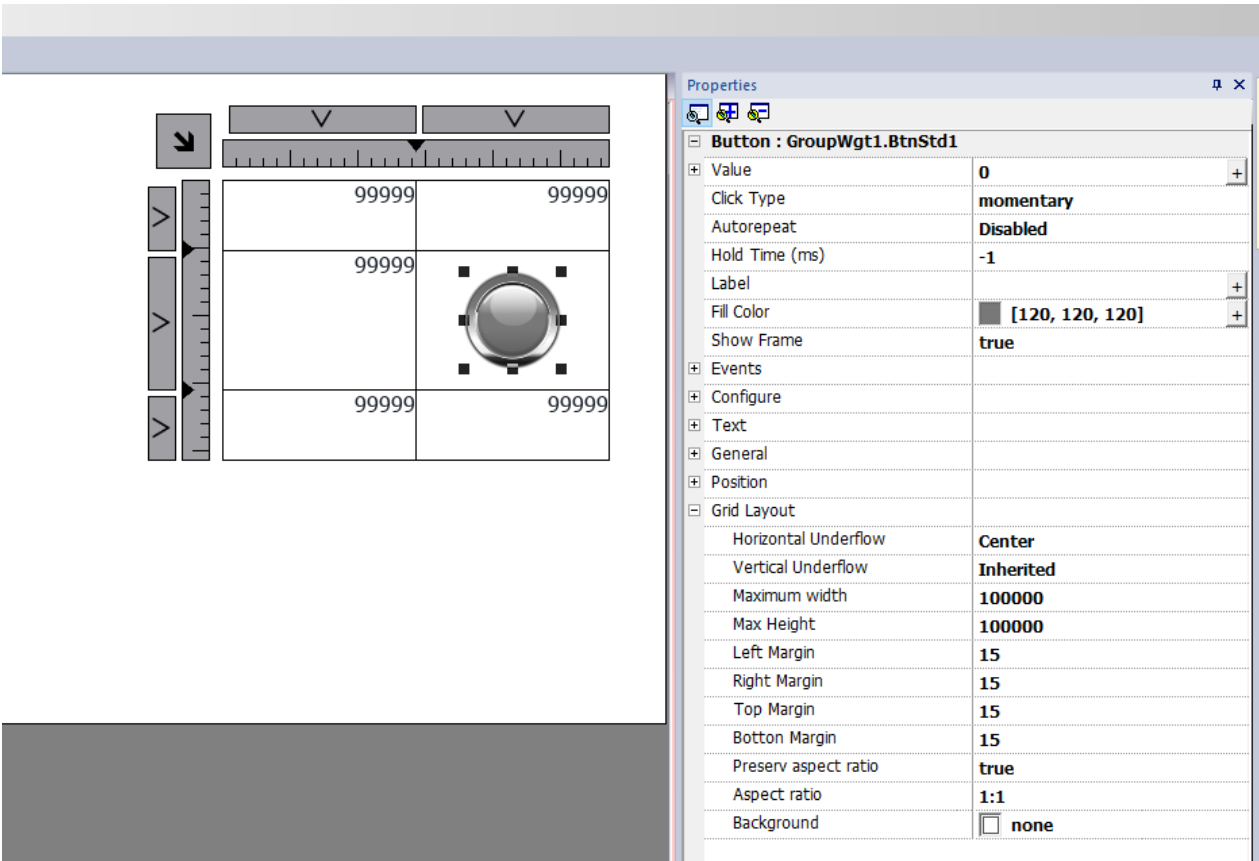 Properties
Button : GroupWgt1.BtnStd1
Value 0 +
Click Type momentary
Autorepeat Disabled
Hold Time (ms) -1
Label +
Fill Color [120, 120, 120] +
Show Frame true
Events
Configure
Text
General
Position
Grid Layout
Horizontal Underflow Center
Vertical Underflow Inherited
Maximum width 100000
Max Height 100000
Left Margin 15
Right Margin 15
Top Margin 15
Botton Margin 15
Preserv aspect ratio true
Aspect ratio 1:1
Background none
99999 99999
99999
99999 99999